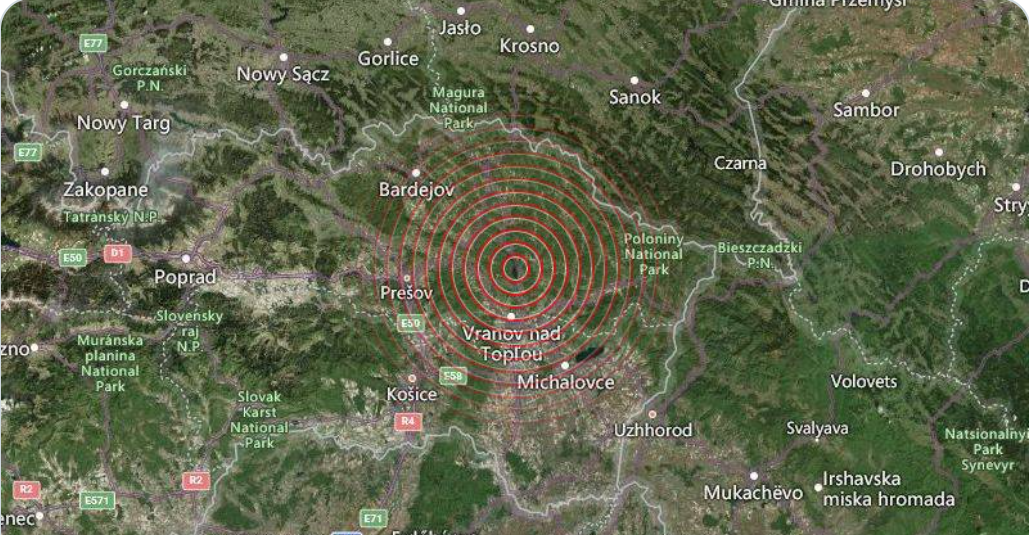 Gmina Przemyśl
Jasło
E77
Krosno
Gorlice
Nowy Sącz
Gorczański
P.N.
Sanok
Magura
National
Park
Sambor
Nowy Targ
E77
Czarna
Drohobych
Zakopane
Bardejov
Stry
Tatranský N.P.
Poloniny
National
Park
Bieszczadzki
P.N.
E50
D1
Poprad
Prešov
Slovenský
raj
N.P.
E50
Vranov nad
Topľou
zno
Muránska
planina
National
Park
E58
Michalovce
Volovets
Košice
Slovak
Karst
National
Park
R4
Uzhhorod
Svalyava
Natsionalnyi
Park
Synevyr
R2
R2
Mukachëvo
Irshavska
miska hromada
E571
enec
E71